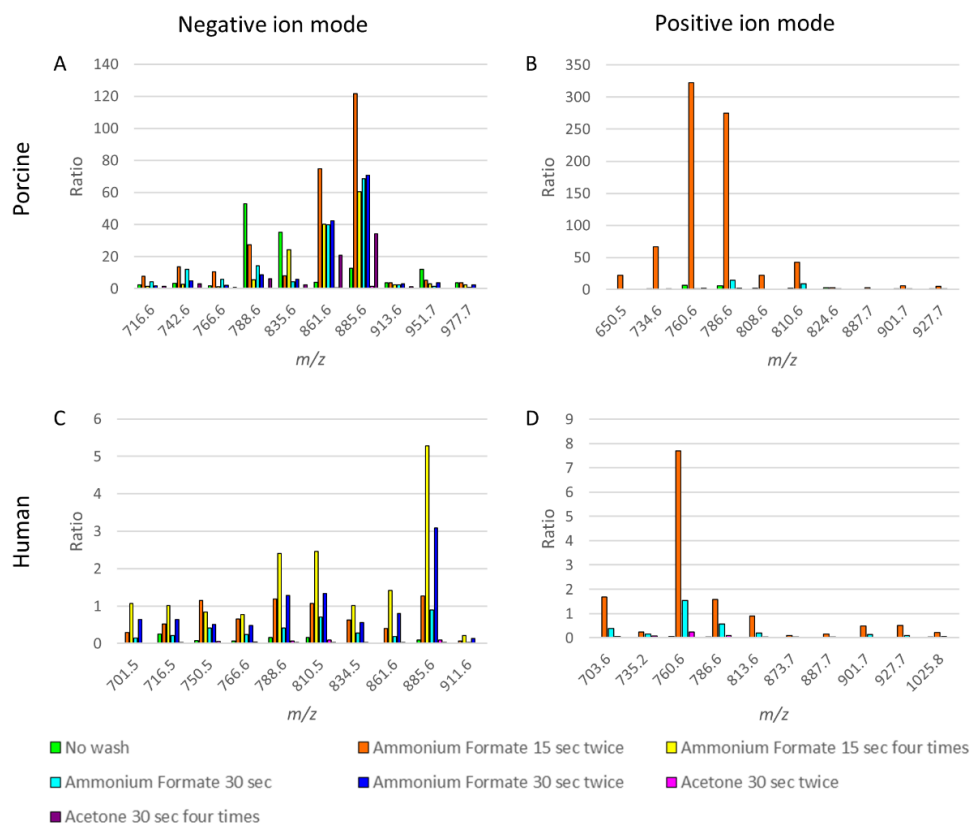 Negative ion mode
Positive ion mode
Porcine
A
140
120
100
80
60
40
20
0
Ratio
716.6 742.6 766.6 788.6 835.6 861.6 885.6 913.6 951.7 977.7
m/z
B
350
300
250
200
150
100
50
0
Ratio
650.5 734.6 760.6 786.6 808.6 810.6 824.6 887.7 901.7 927.7
m/z
Human
C
6
5
4
3
2
1
0
Ratio
701.5 716.5 750.5 766.6 788.6 810.5 834.5 861.6 885.6 911.6
m/z
D
9
8
7
6
5
4
3
2
1
0
Ratio
703.6 735.2 760.6 786.6 813.6 873.7 887.7 901.7 927.7 1025.8
m/z
No wash
Ammonium Formate 15 sec twice
Ammonium Formate 15 sec four times
Ammonium Formate 30 sec
Ammonium Formate 30 sec twice
Acetone 30 sec twice
Acetone 30 sec four times